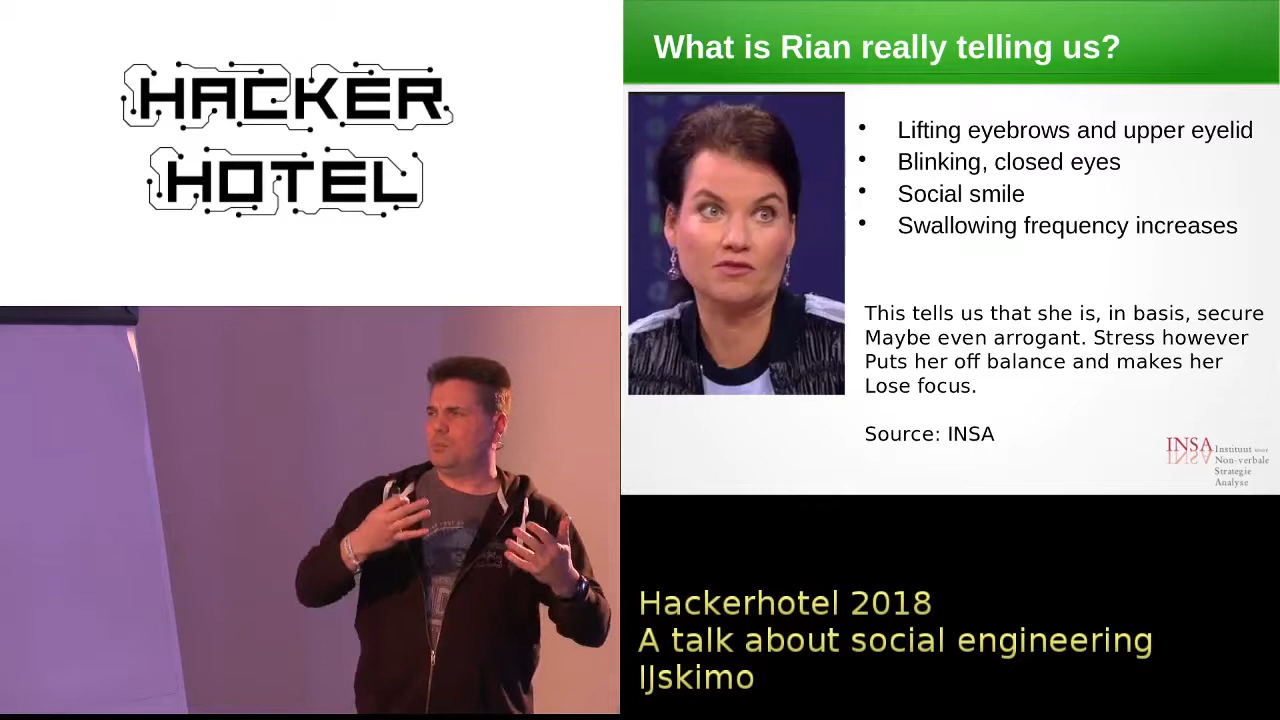 HACKER
HOTEL
What is Rian really telling us?
• Lifting eyebrows and upper eyelid
• Blinking, closed eyes
• Social smile
• Swallowing frequency increases
This tells us that she is, in basis, secure
Maybe even arrogant. Stress however
Puts her off balance and makes her
Lose focus.
Source: INSA
INSA
Instituut voor
Non-verbale
Strategie
Analyse
Hackerhotel 2018
A talk about social engineering
IJskimo